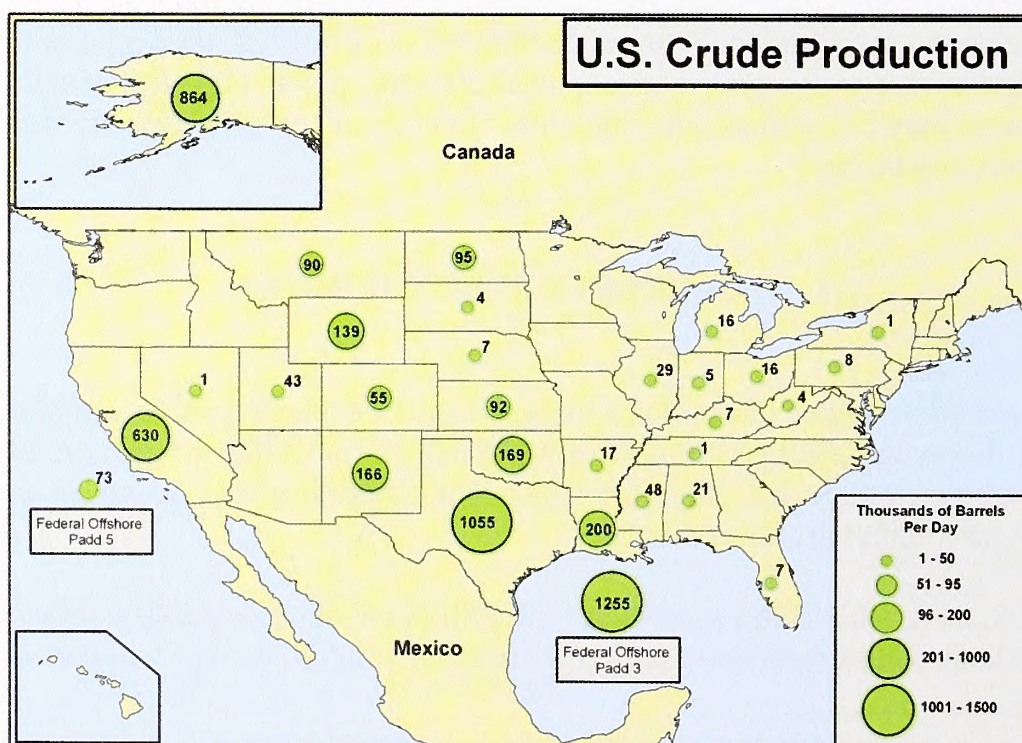 U.S. Crude Production
864
Canada
90
95
4
139
7
16
1
1
43
55
92
29
5
16
8
4
7
630
169
17
1
73
166
48
21
Federal Offshore
Padd 5
1055
200
7
1255
Mexico
Federal Offshore
Padd 3
Thousands of Barrels
Per Day
1 - 50
51 - 95
96 - 200
201 - 1000
1001 - 1500